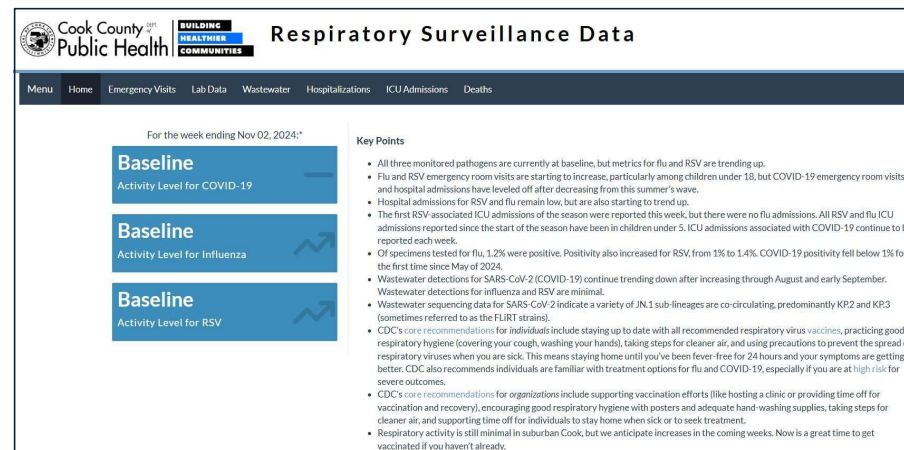 Cook County DEPT. of
Public Health
BUILDING
HEALTHIER
COMMUNITIES
Respiratory Surveillance Data
Menu Home Emergency Visits Lab Data Wastewater Hospitalizations ICU Admissions Deaths
For the week ending Nov 02, 2024:*
Baseline
Activity Level for COVID-19
Baseline
Activity Level for Influenza
Baseline
Activity Level for RSV
Key Points
• All three monitored pathogens are currently at baseline, but metrics for flu and RSV are trending up.
• Flu and RSV emergency room visits are starting to increase, particularly among children under 18, but COVID-19 emergency room visits
and hospital admissions have leveled off after decreasing from this summer's wave.
• Hospital admissions for RSV and flu remain low, but are also starting to trend up.
• The first RSV-associated ICU admissions of the season were reported this week, but there were no flu admissions. All RSV and flu ICU
admissions reported since the start of the season have been in children under 5. ICU admissions associated with COVID-19 continue to
reported each week.
• Of specimens tested for flu, 1.2% were positive. Positivity also increased for RSV, from 1% to 1.4%. COVID-19 positivity fell below 1% fo
the first time since May of 2024.
• Wastewater detections for SARS-CoV-2 (COVID-19) continue trending down after increasing through August and early September.
Wastewater detections for influenza and RSV are minimal.
• Wastewater sequencing data for SARS-CoV-2 indicate a variety of JN.1 sub-lineages are co-circulating, predominantly KP.2 and KP.3
(sometimes referred to as the FLiRT strains).
• CDC's core recommendations for individuals include staying up to date with all recommended respiratory virus vaccines, practicing good
respiratory hygiene (covering your cough, washing your hands), taking steps for cleaner air, and using precautions to prevent the spread
respiratory viruses when you are sick. This means staying home until you've been fever-free for 24 hours and your symptoms are getting
better. CDC also recommends individuals are familiar with treatment options for flu and COVID-19, especially if you are at high risk for
severe outcomes.
• CDC's core recommendations for organizations include supporting vaccination efforts (like hosting a clinic or providing time off for
vaccination and recovery), encouraging good respiratory hygiene with posters and adequate hand-washing supplies, taking steps for
cleaner air, and supporting time off for individuals to stay home when sick or to seek treatment.
• Respiratory activity is still minimal in suburban Cook, but we anticipate increases in the coming weeks. Now is a great time to get
vaccinated if you haven't already.